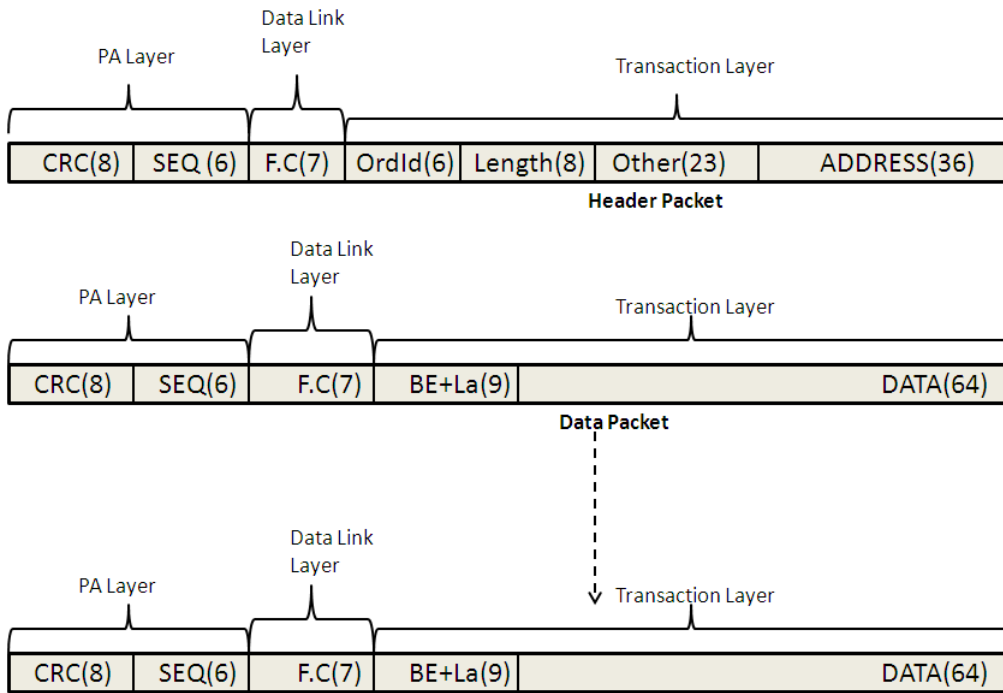 Data Link
Layer
PA Layer
Transaction Layer
CRC(8) SEQ (6) F.C(7) OrdId(6) Length(8) Other(23) ADDRESS(36)
Header Packet
Data Link
Layer
PA Layer
Transaction Layer
CRC(8) SEQ(6) F.C(7) BE+La(9) DATA(64)
Data Packet
Data Link
Layer
PA Layer
Transaction Layer
CRC(8) SEQ(6) F.C(7) BE+La(9) DATA(64)